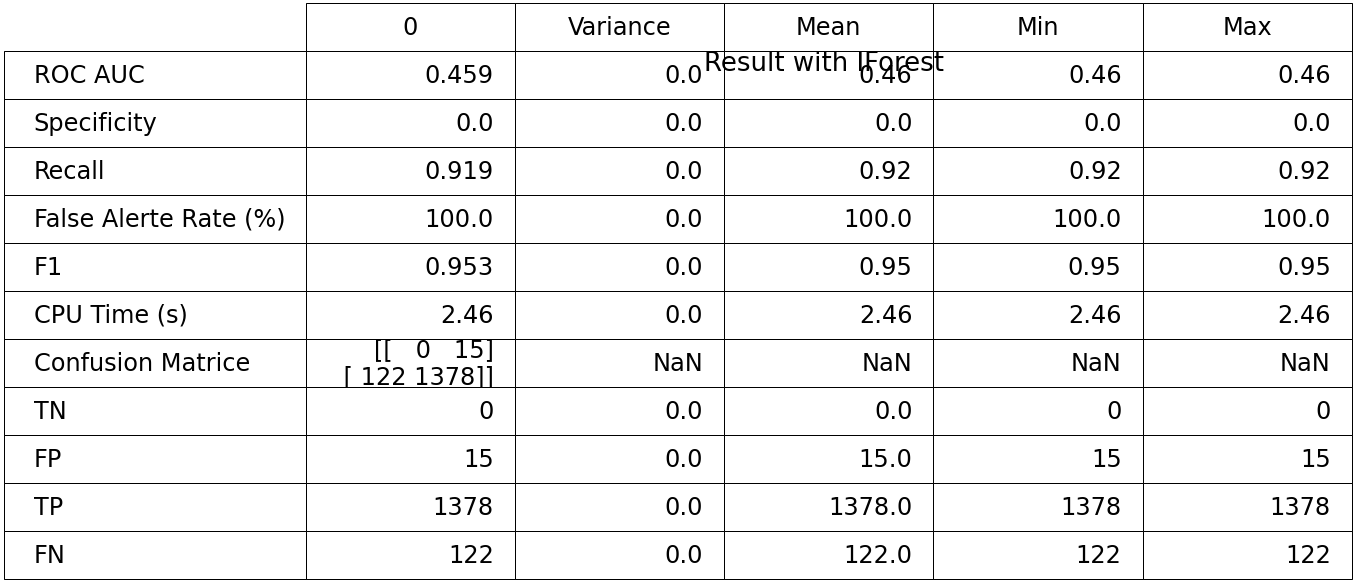 0 Variance Mean Min Max
Result with IForest
ROC AUC 0.459 0.0 0.46 0.46 0.46
Specificity 0.0 0.0 0.0 0.0 0.0
Recall 0.919 0.0 0.92 0.92 0.92
False Alerte Rate (%) 100.0 0.0 100.0 100.0 100.0
F1 0.953 0.0 0.95 0.95 0.95
CPU Time (s) 2.46 0.0 2.46 2.46 2.46
Confusion Matrice [[ 0 15] NaN NaN NaN NaN
[ 122 1378]]
TN 0 0.0 0.0 0 0
FP 15 0.0 15.0 15 15
TP 1378 0.0 1378.0 1378 1378
FN 122 0.0 122.0 122 122